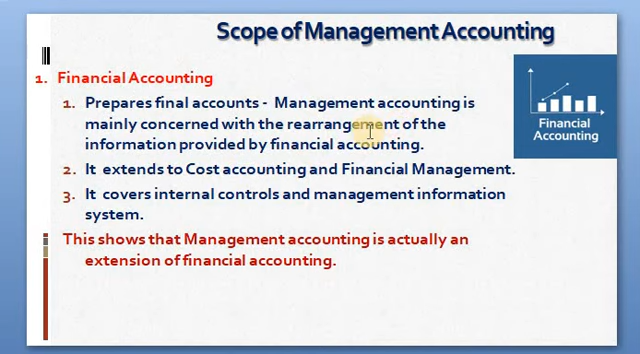 Scope of Management Accounting
1. Financial Accounting
1. Prepares final accounts - Management accounting is
mainly concerned with the rearrangement of the
information provided by financial accounting.
2. It extends to Cost accounting and Financial Management.
3. It covers internal controls and management information
system.
This shows that Management accounting is actually an
extension of financial accounting.
Financial
Accounting